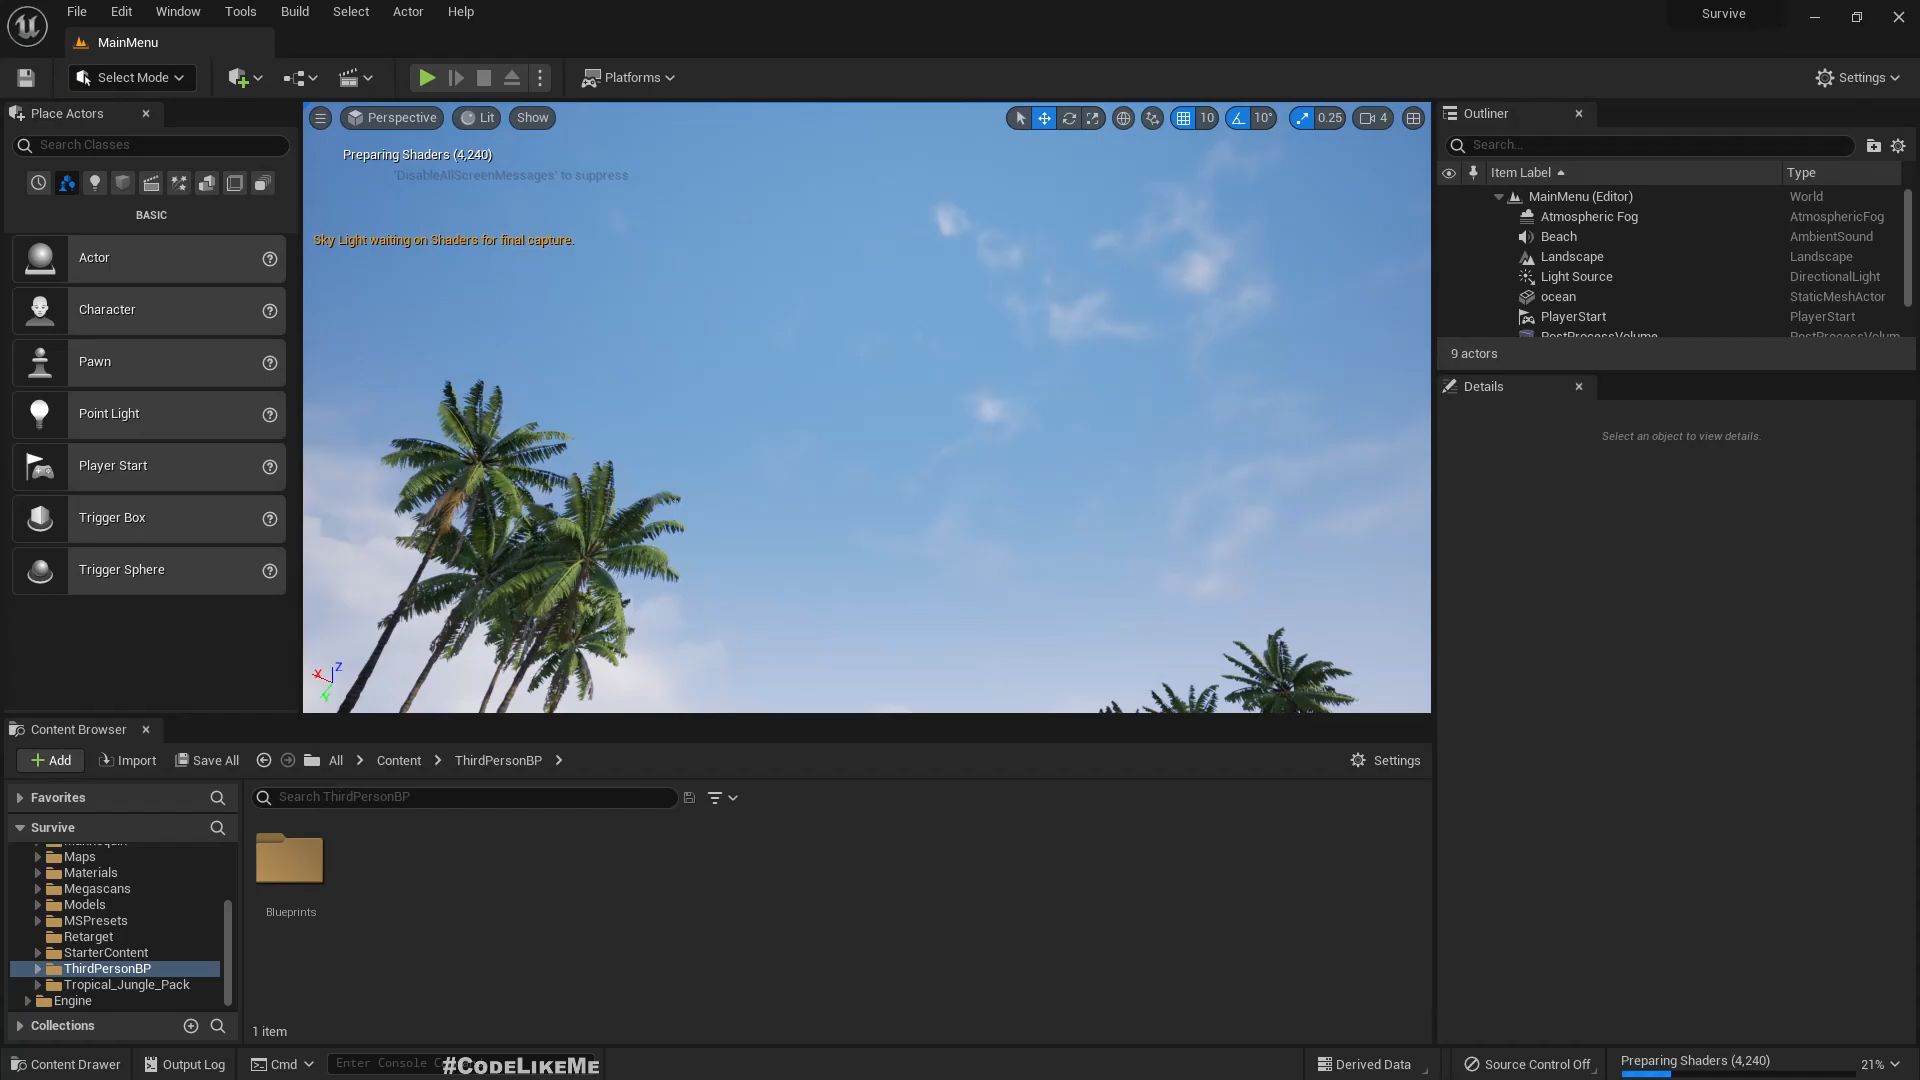 File Edit Window Tools Build Select Actor Help
Survive
MainMenu
Select Mode
Platforms
Settings
Place Actors
Search Classes
BASIC
Actor
Character
Pawn
Point Light
Player Start
Trigger Box
Trigger Sphere
Perspective Lit Show
10 10° 0.25 4
Preparing Shaders (4,240)
'DisableAllScreenMessages' to suppress
Sky Light waiting on Shaders for final capture.
X Z
Outliner
Search...
Item Label Type
MainMenu (Editor) World
Atmospheric Fog AtmosphericFog
Beach AmbientSound
Landscape Landscape
Light Source DirectionalLight
ocean StaticMeshActor
PlayerStart PlayerStart
PostProcessVolume PostProcessVolum
9 actors
Details
Select an object to view details.
Content Browser
Add Import Save All All Content ThirdPersonBP Settings
Favorites
Search ThirdPersonBP
Survive
Mannequin
Maps
Materials
Megascans
Models
MSPresets
Retarget
StarterContent
ThirdPersonBP
Tropical_Jungle_Pack
Engine
Collections
Blueprints
1 item
Content Drawer Output Log Cmd Enter Console C
#CODELIKEME
Derived Data Source Control Off Preparing Shaders (4,240) 21%